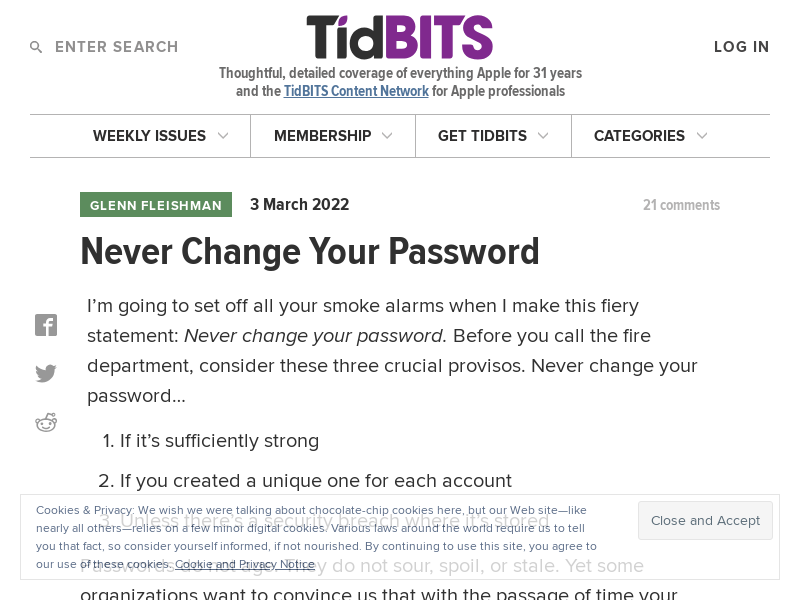 ENTER SEARCH
TidBITS
LOG IN
Thoughtful, detailed coverage of everything Apple for 31 years
and the TidBITS Content Network for Apple professionals
WEEKLY ISSUES
MEMBERSHIP
GET TIDBITS
CATEGORIES
GLENN FLEISHMAN
3 March 2022
21 comments
Never Change Your Password
I’m going to set off all your smoke alarms when I make this fiery
statement: Never change your password. Before you call the fire
department, consider these three crucial provisos. Never change your
password…
1. If it’s sufficiently strong
2. If you created a unique one for each account
3. Unless there’s a security breach where it’s stored
Passwords do not age. They do not sour, spoil, or stale. Yet some
organizations want to convince us that with the passage of time your
Cookies & Privacy: We wish we were talking about chocolate-chip cookies here, but our Web site—like
nearly all others—relies on a few minor digital cookies. Various laws around the world require us to tell
you that fact, so consider yourself informed, if not nourished. By continuing to use this site, you agree to
our use of these cookies. Cookie and Privacy Notice
Close and Accept